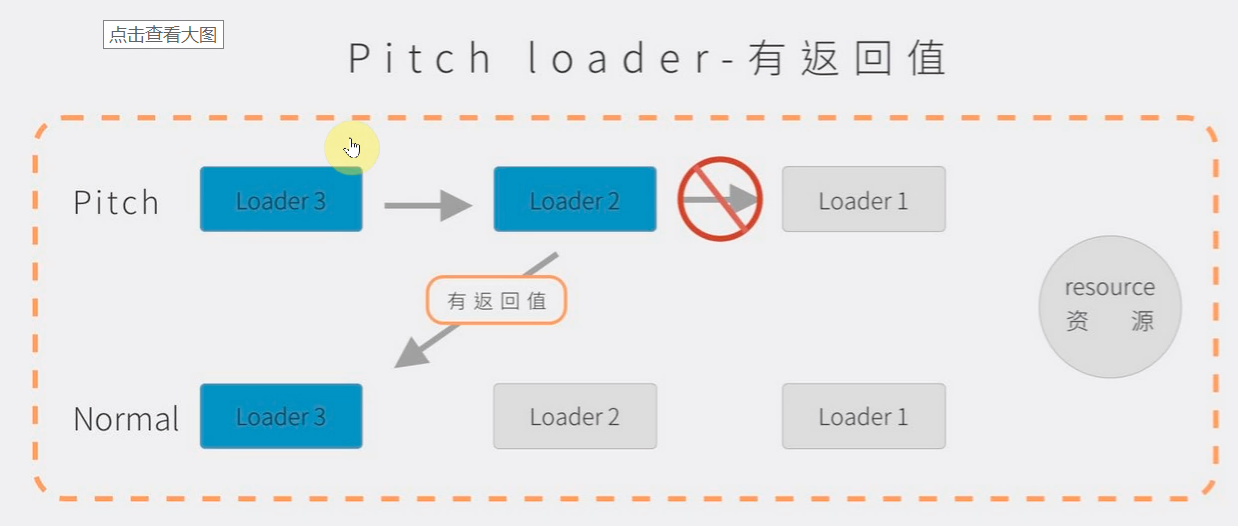 点击查看大图
Pitch loader-有返回值
Pitch
Loader 3
Loader 2
Loader 1
resource
资 源
有返回值
Normal
Loader 3
Loader 2
Loader 1